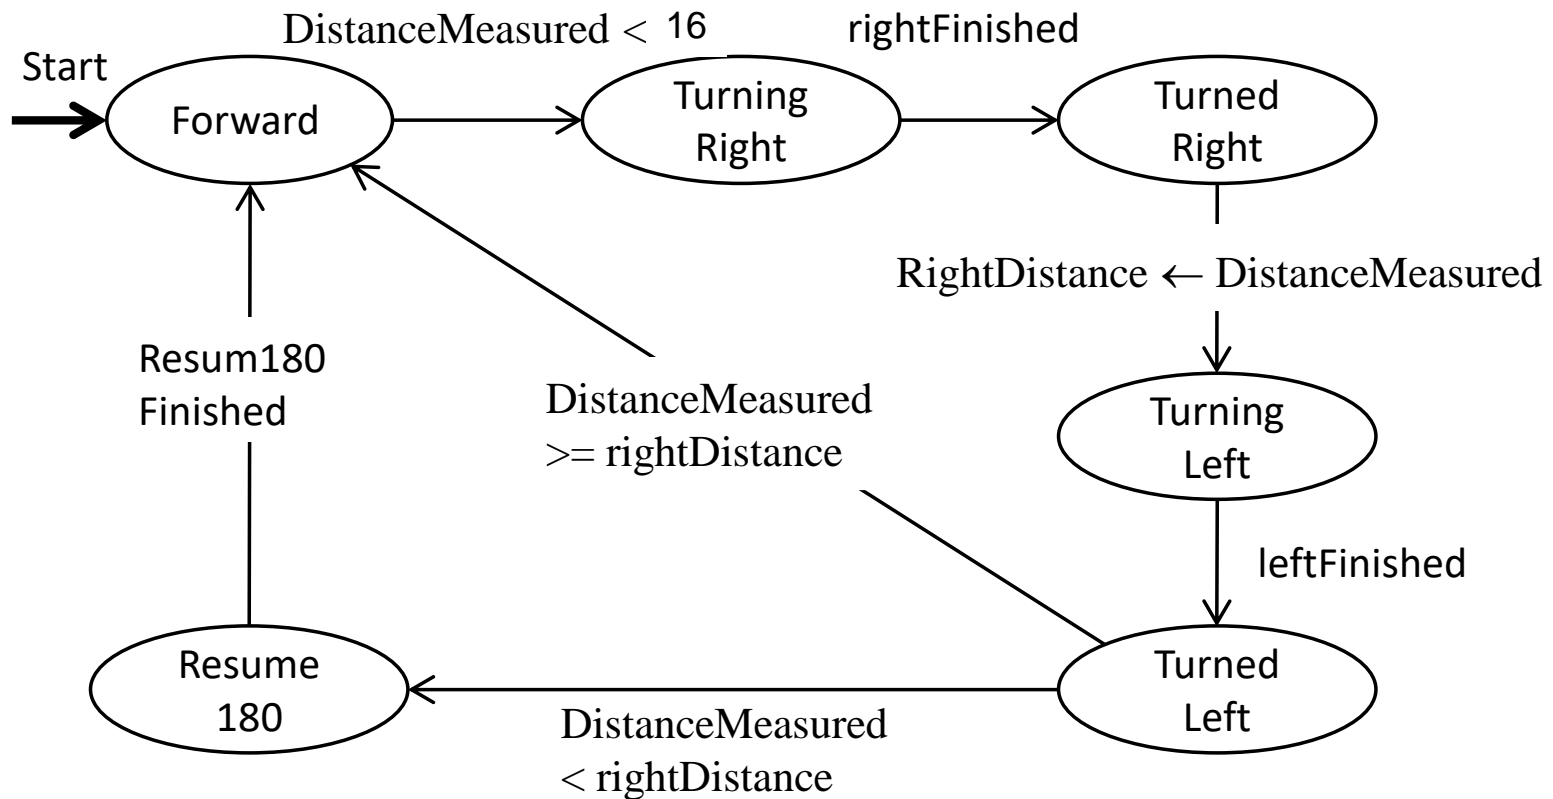 DistanceMeasured < 16
rightFinished
Start
Forward
Turning
Right
Turned
Right
RightDistance ← DistanceMeasured
Resum180
Finished
DistanceMeasured
>= rightDistance
Turning
Left
leftFinished
Resume
180
Turned
Left
DistanceMeasured
< rightDistance